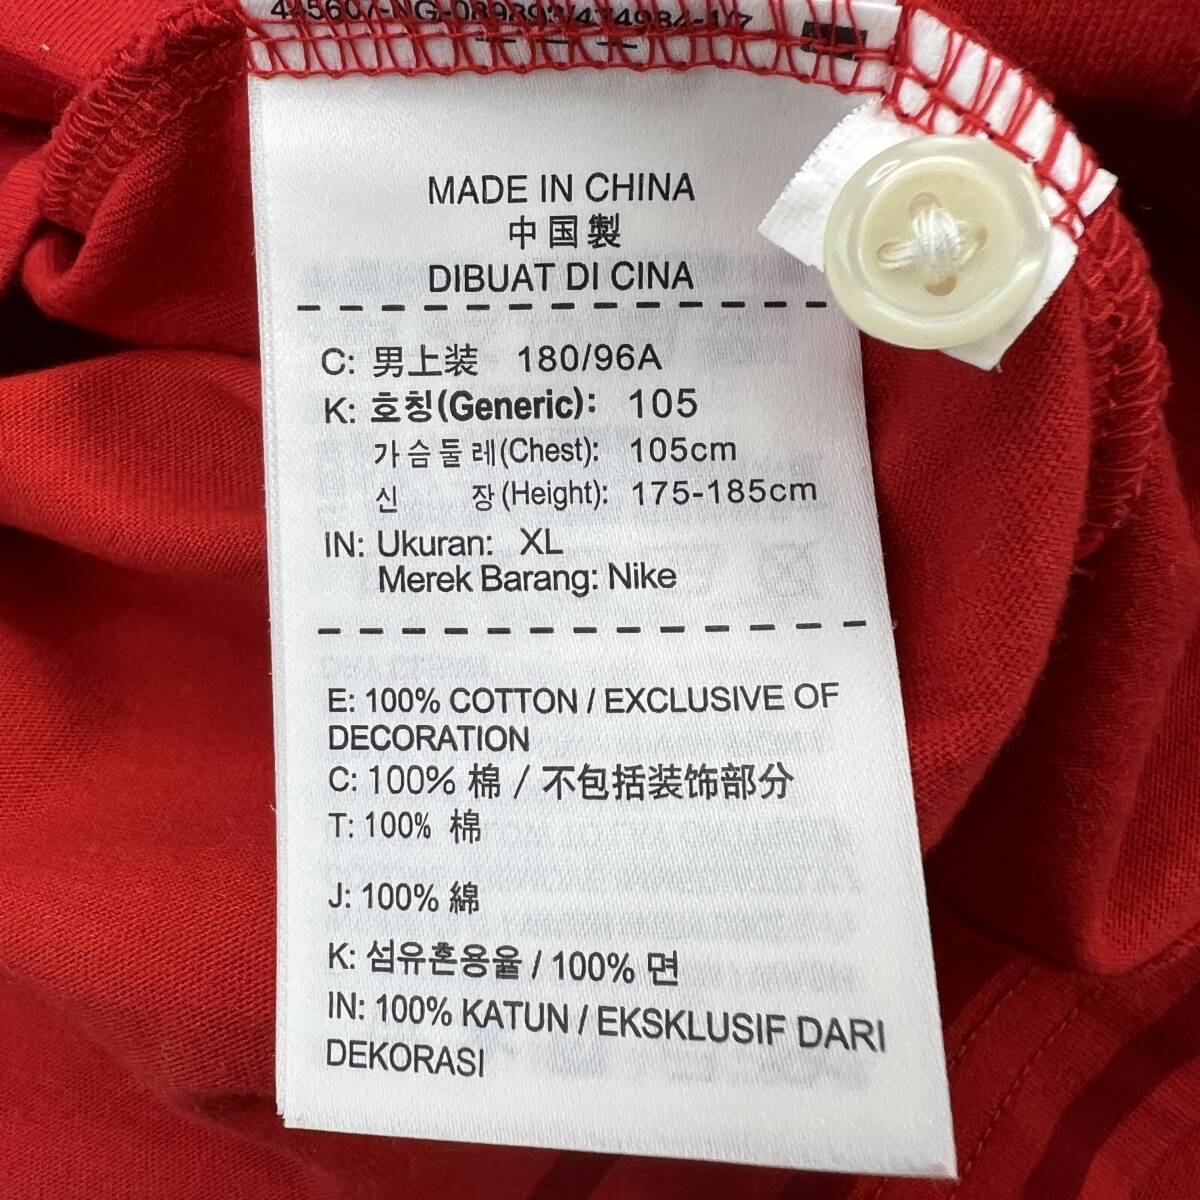 MADE IN CHINA
中国製
DIBUAT DI CINA
C: 男上装 180/96A
K: 호칭(Generic): 105
가슴둘레(Chest): 105cm
신 장(Height): 175-185cm
IN: Ukuran: XL
Merek Barang: Nike
E: 100% COTTON / EXCLUSIVE OF
DECORATION
C: 100% 棉 / 不包括装饰部分
T: 100% 棉
J: 100% 綿
K: 섬유혼용율 / 100% 면
IN: 100% KATUN / EKSKLUSIF DARI
DEKORASI